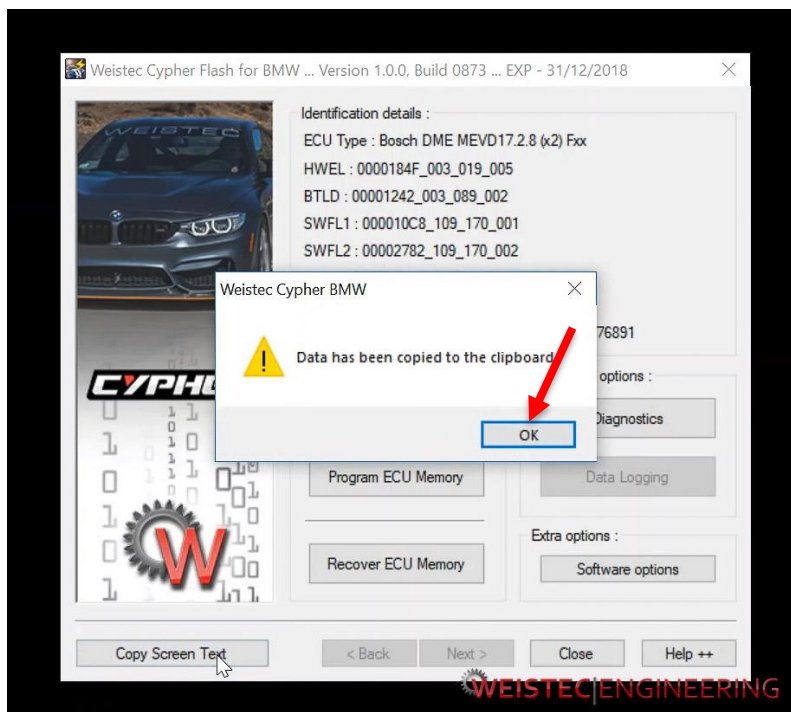 Weistec Cypher Flash for BMW ... Version 1.0.0, Build 0873 ... EXP - 31/12/2018
WEISTEC
Identification details :
ECU Type : Bosch DME MEVD17.2.8 (x2) Fxx
HWEL : 0000184F_003_019_005
BTLD : 00001242_003_089_002
SWFL1 : 000010C8_109_170_001
SWFL2 : 00002782_109_170_002
Weistec Cypher BMW
76891
Data has been copied to the clipboard
options :
OK
Diagnostics
Program ECU Memory
Data Logging
Extra options :
Recover ECU Memory
Software options
W
Copy Screen Text
< Back
Next >
Close
Help ++
WEISTEC|ENGINEERING